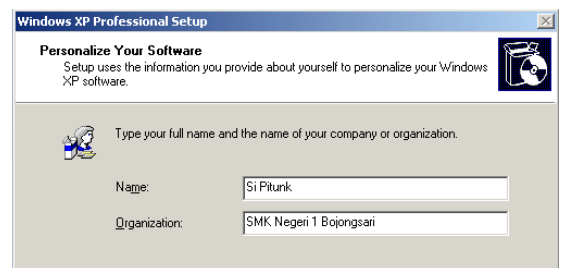 Windows XP Professional Setup
Personalize Your Software
Setup uses the information you provide about yourself to personalize your Windows
XP software.
Type your full name and the name of your company or organization.
Name: Si Pitunk
Organization: SMK Negeri 1 Bojongsari